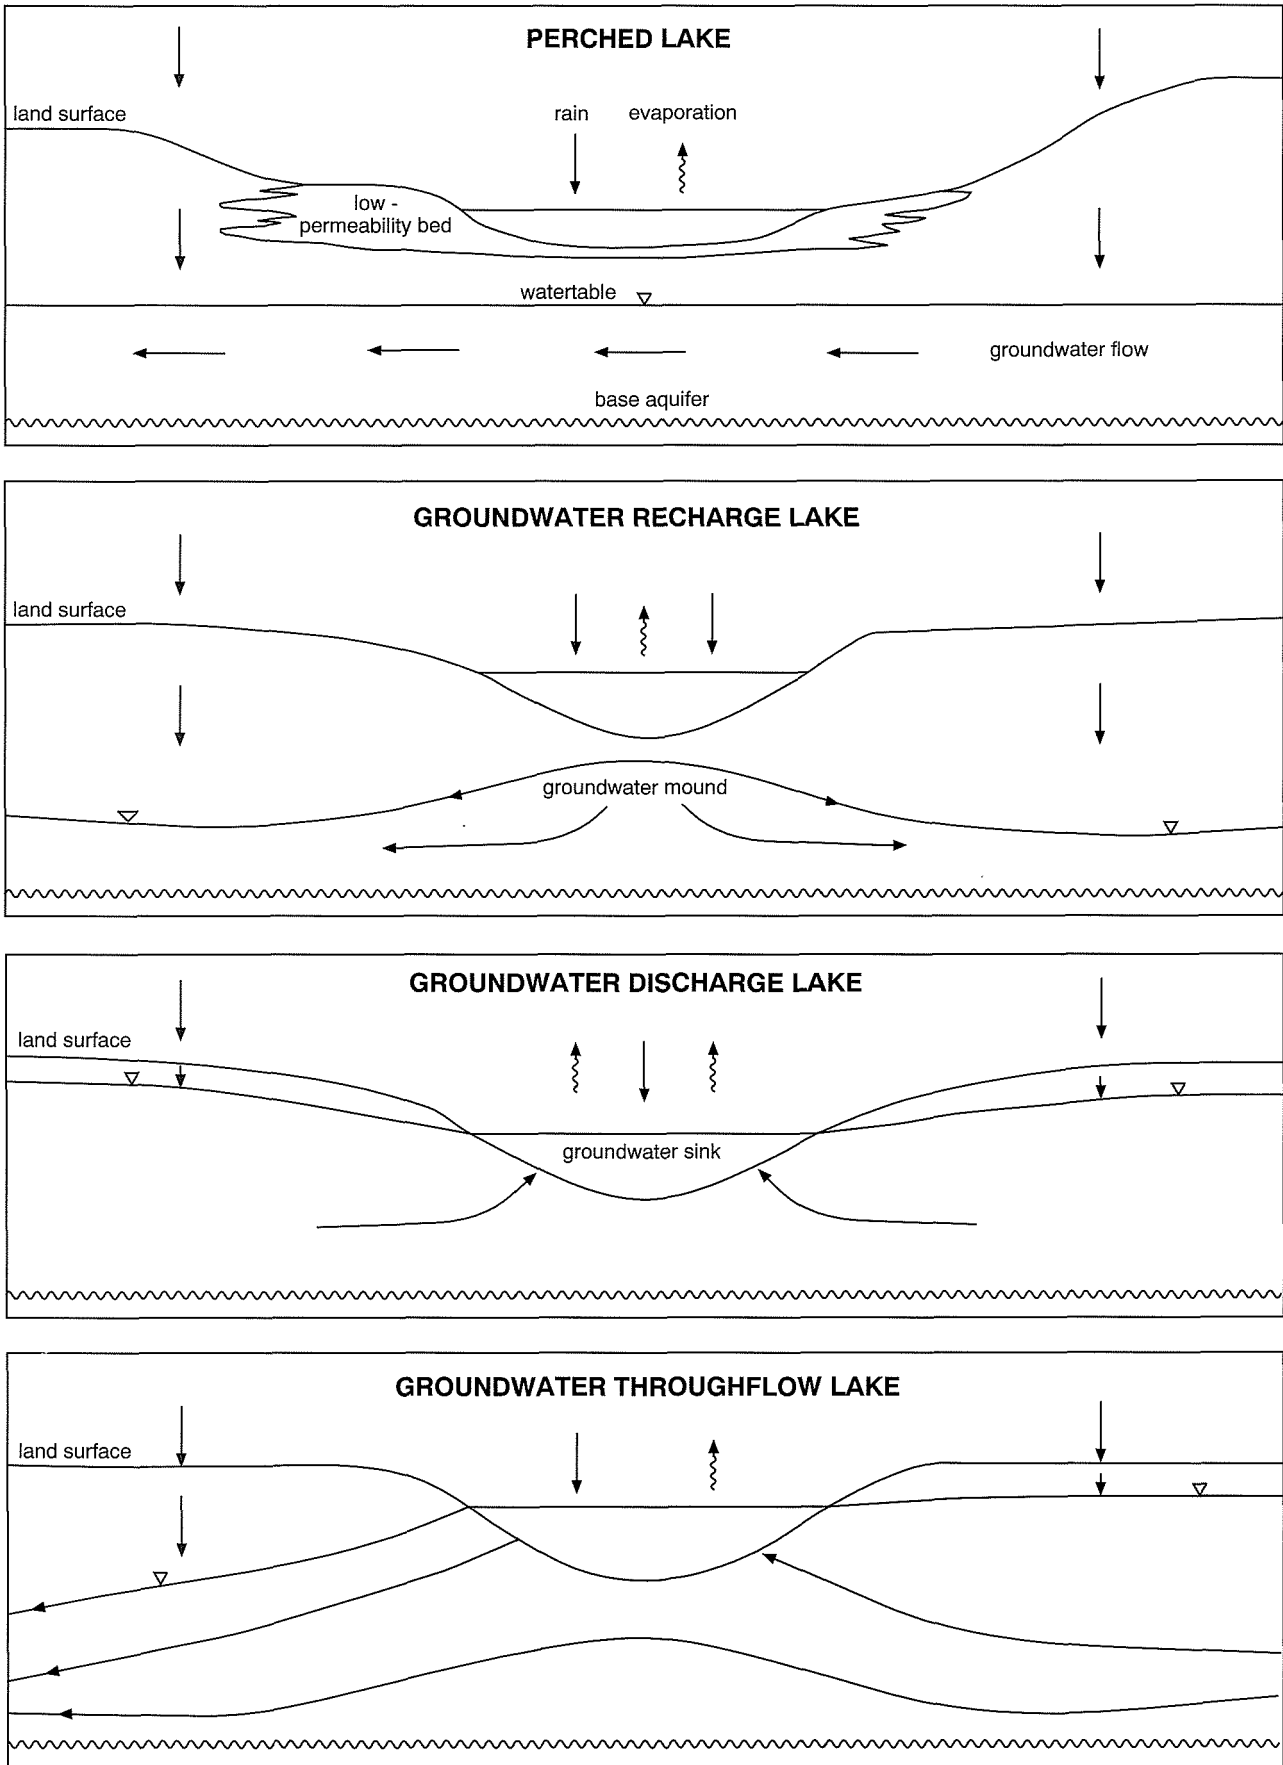 PERCHED LAKE
land surface
rain evaporation
low -
permeability bed
watertable
groundwater flow
base aquifer
GROUNDWATER RECHARGE LAKE
land surface
groundwater mound
GROUNDWATER DISCHARGE LAKE
land surface
groundwater sink
GROUNDWATER THROUGHFLOW LAKE
land surface